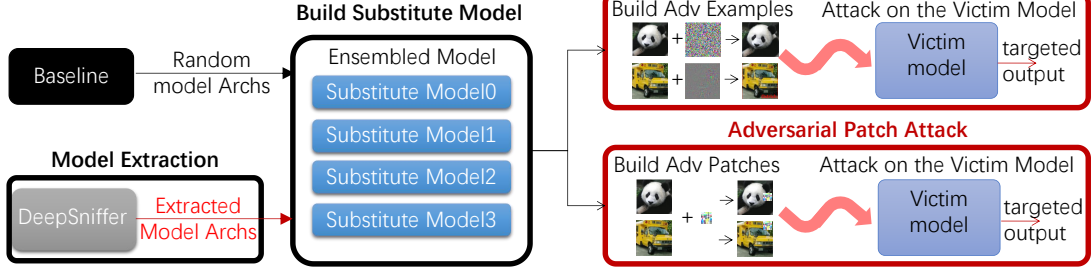 Build Substitute Model
Baseline
Random
model Archs
Model Extraction
DeepSniffer
Extracted
Model Archs
Ensembled Model
Substitute Model0
Substitute Model1
Substitute Model2
Substitute Model3
Build Adv Examples
Attack on the Victim Model
+
+
Victim
model
targeted
output
Adversarial Patch Attack
Build Adv Patches
Attack on the Victim Model
+
Victim
model
targeted
output